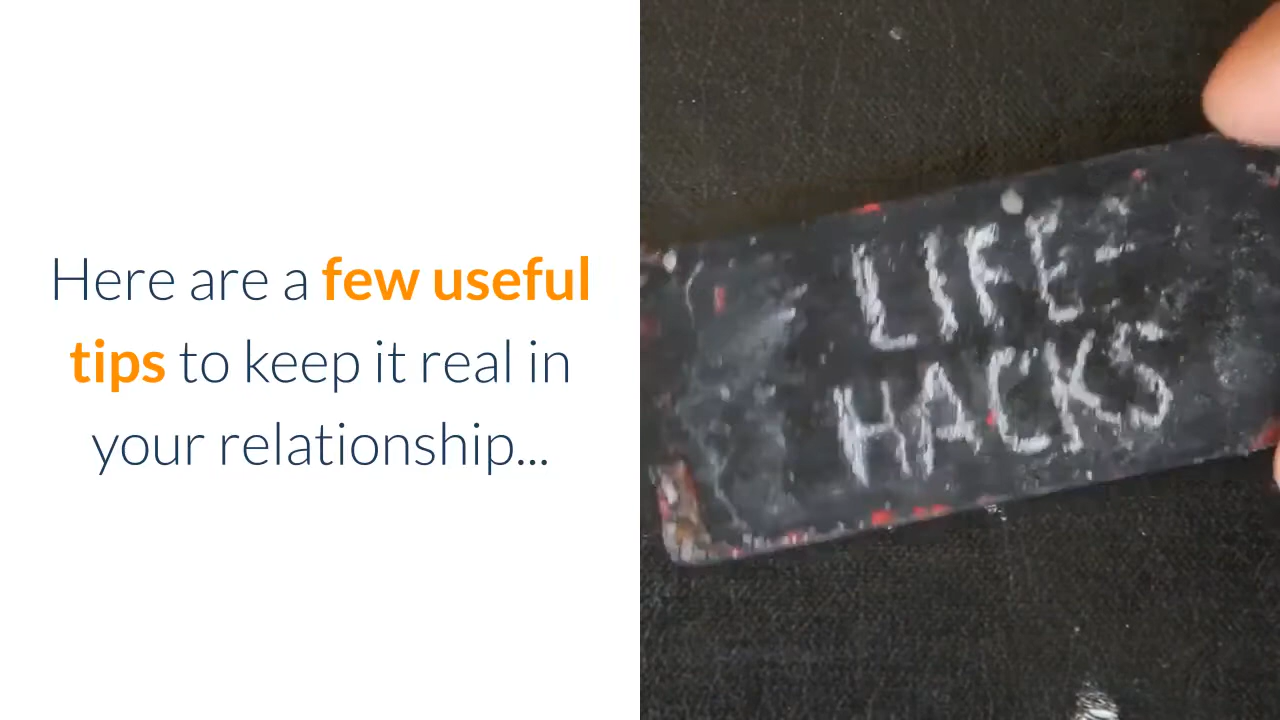 Here are a few useful
tips to keep it real in
your relationship...
LIFE-
HACKS